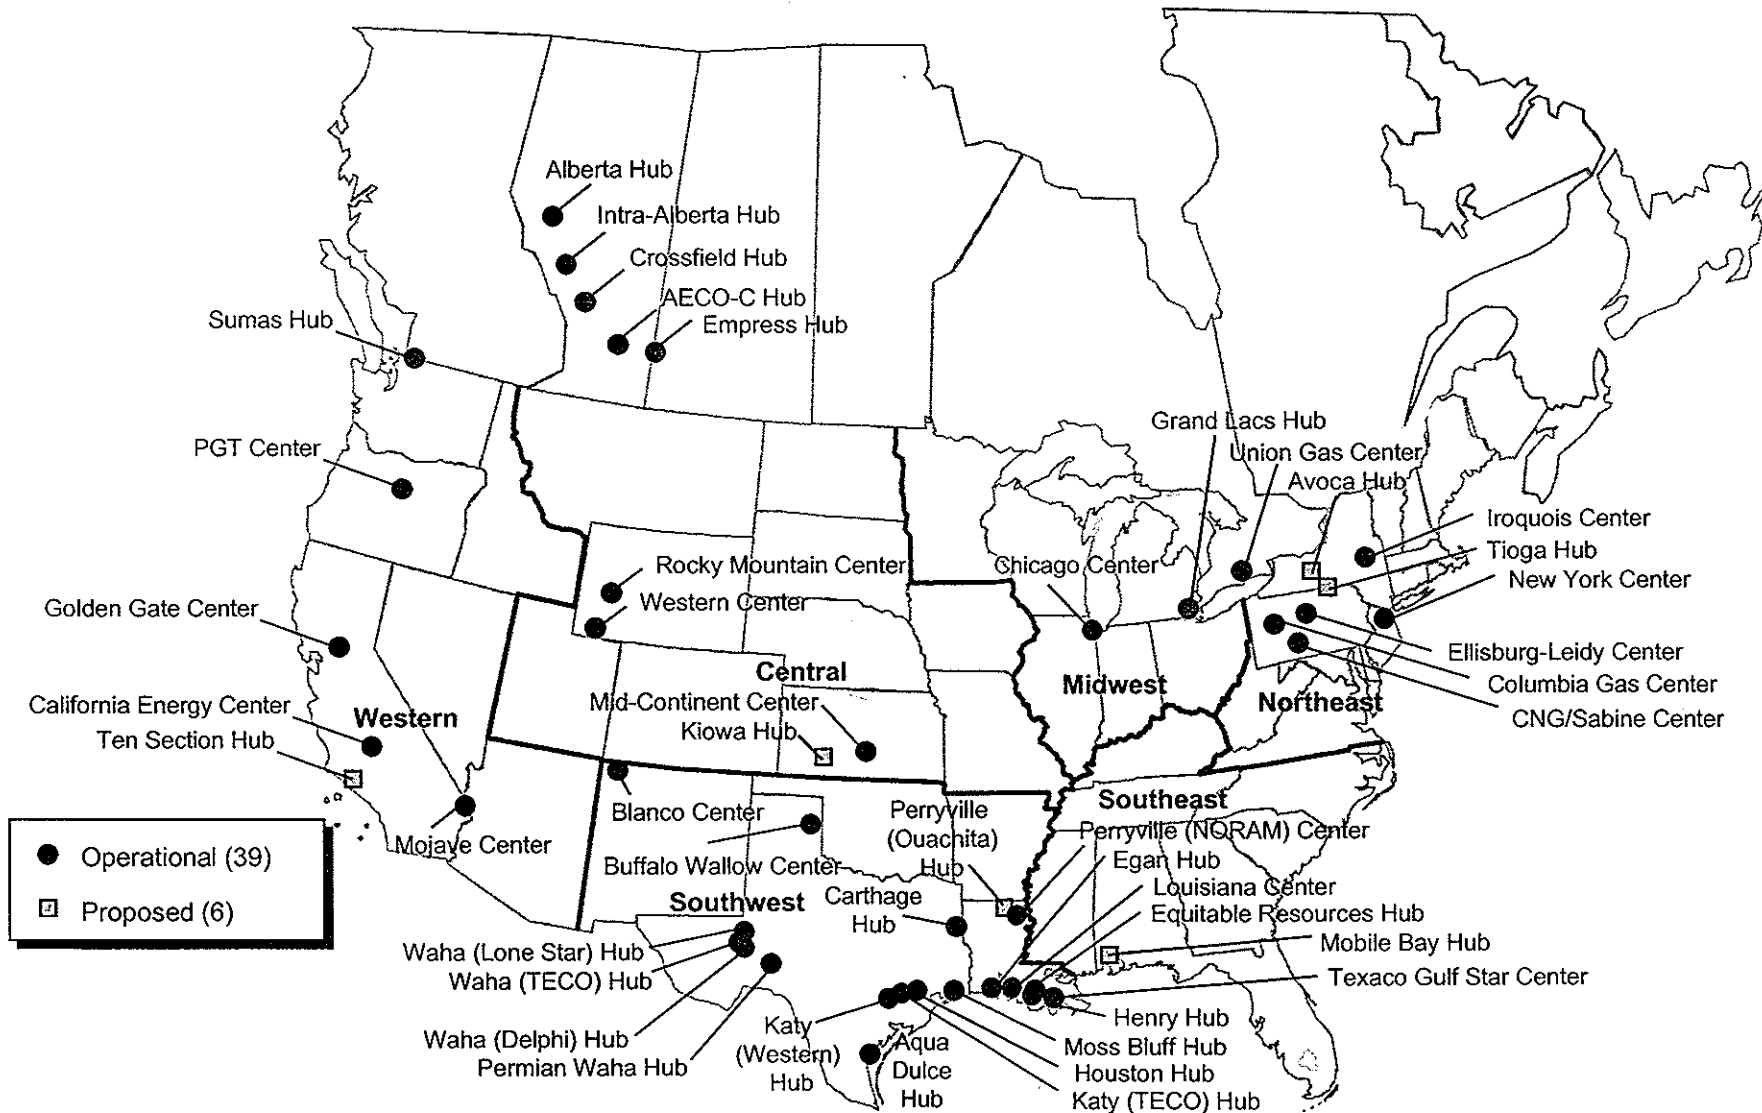 Alberta Hub
Intra-Alberta Hub
Crossfield Hub
AECO-C Hub
Empress Hub
Sumas Hub
PGT Center
Grand Lacs Hub
Union Gas Center
Avoca Hub
Iroquois Center
Tioga Hub
New York Center
Rocky Mountain Center
Chicago Center
Western Center
Golden Gate Center
Ellisburg-Leidy Center
Central
Midwest
Columbia Gas Center
Northeast
CNG/Sabine Center
California Energy Center
Western
Mid-Continent Center
Kiowa Hub
Ten Section Hub
Blanco Center
Southeast
Mojave Center
Buffalo Wallow Center
Perryville
(Ouachita)
Hub
Perryville (NORAM) Center
Egan Hub
Louisiana Center
Equitable Resources Hub
Mobile Bay Hub
Texaco Gulf Star Center
Operational (39)
Proposed (6)
Southwest
Carthage
Hub
Waha (Lone Star) Hub
Waha (TECO) Hub
Waha (Delphi) Hub
Permian Waha Hub
Katy
(Western)
Hub
Aqua
Dulce
Hub
Henry Hub
Moss Bluff Hub
Houston Hub
Katy (TECO) Hub